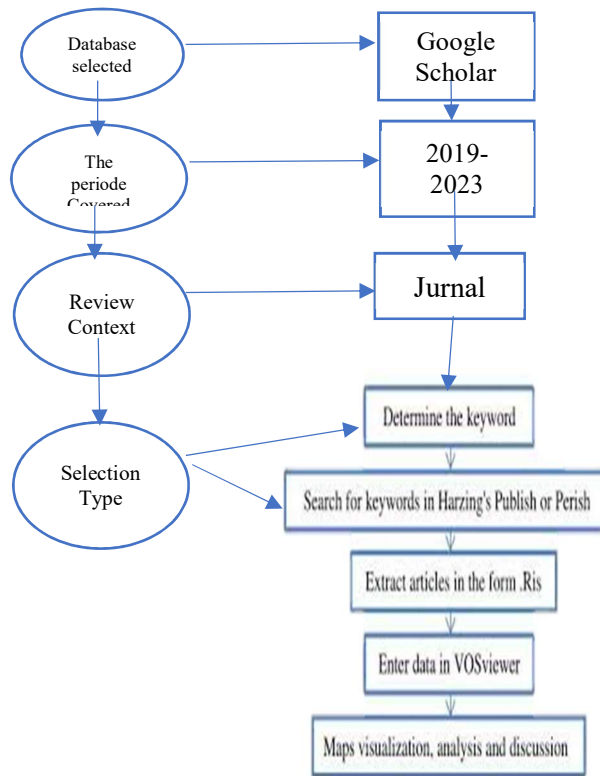 Database
selected
Google
Scholar
The
periode
Covered
2019-
2023
Review
Context
Jurnal
Selection
Type
Determine the keyword
Search for keywords in Harzing's Publish or Perish
Extract articles in the form .Ris
Enter data in VOSviewer
Maps visualization, analysis and discussion